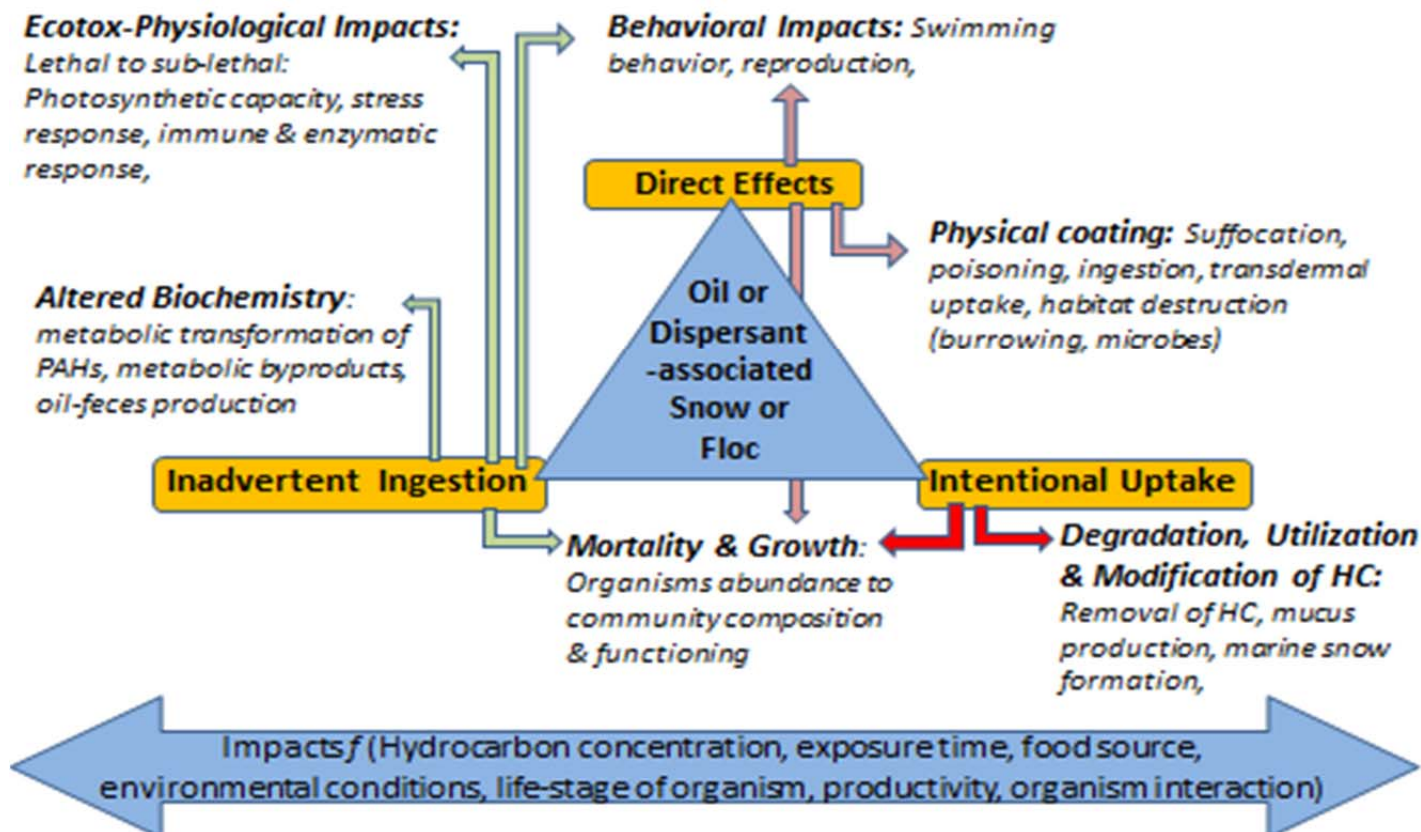 Ecotox-Physiological Impacts:
Lethal to sub-lethal:
Photosynthetic capacity, stress
response, immune & enzymatic
response,
Behavioral Impacts: Swimming
behavior, reproduction,
Direct Effects
Physical coating: Suffocation,
poisoning, ingestion, transdermal
uptake, habitat destruction
(burrowing, microbes)
Altered Biochemistry:
metabolic transformation of
PAHs, metabolic byproducts,
oil-feces production
Oil or
Dispersant
-associated
Snow or
Floc
Inadvertent Ingestion
Intentional Uptake
Mortality & Growth:
Organisms abundance to
community composition
& functioning
Degradation, Utilization
& Modification of HC:
Removal of HC, mucus
production, marine snow
formation,
Impacts f (Hydrocarbon concentration, exposure time, food source,
environmental conditions, life-stage of organism, productivity, organism interaction)